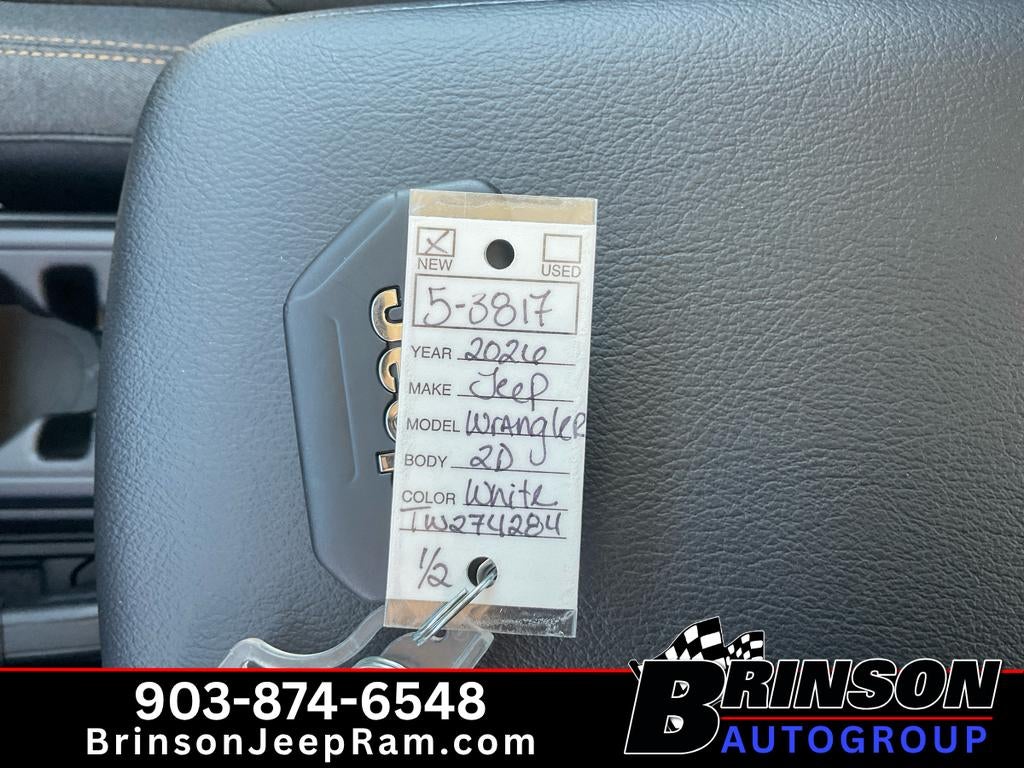 Jeep
NEW
USED
5-3817
YEAR 2026
MAKE Jeep
MODEL WRANgleR
BODY 2D
COLOR White
TW274284
1/2
903-874-6548
BrinsonJeepRam.com
BRINSON
AUTOGROUP